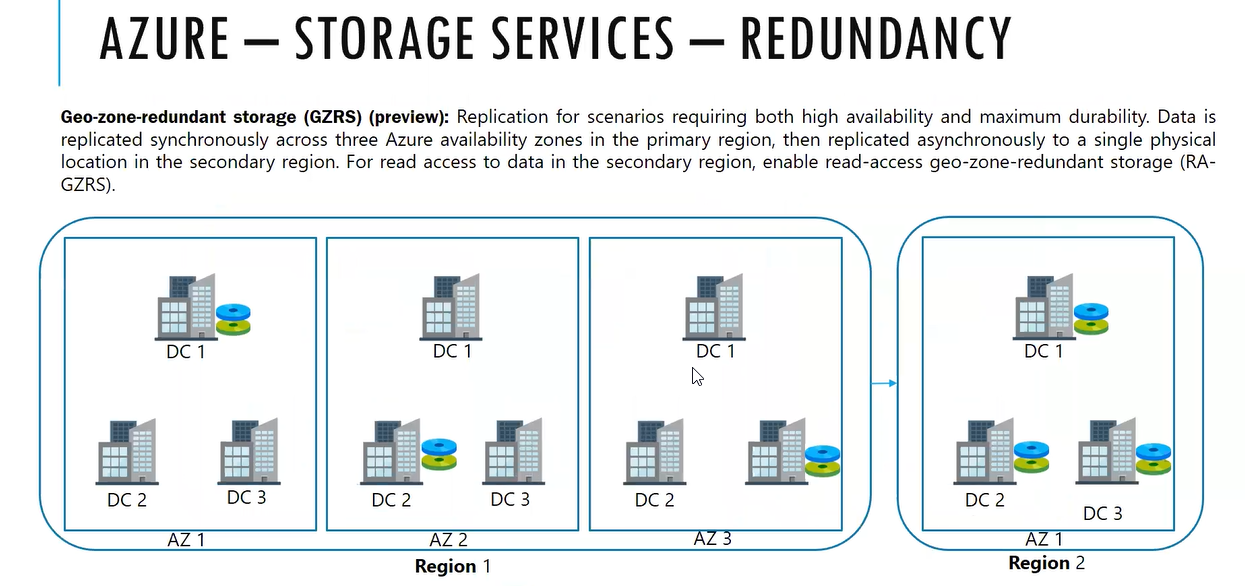 AZURE – STORAGE SERVICES – REDUNDANCY
Geo-zone-redundant storage (GZRS) (preview): Replication for scenarios requiring both high availability and maximum durability. Data is
replicated synchronously across three Azure availability zones in the primary region, then replicated asynchronously to a single physical
location in the secondary region. For read access to data in the secondary region, enable read-access geo-zone-redundant storage (RA-
GZRS).
DC 1
DC 1
DC 1
DC 1
DC 2
DC 3
DC 2
DC 3
DC 2
DC 2
DC 3
AZ 1
AZ 2
AZ 3
AZ 1
Region 1
Region 2